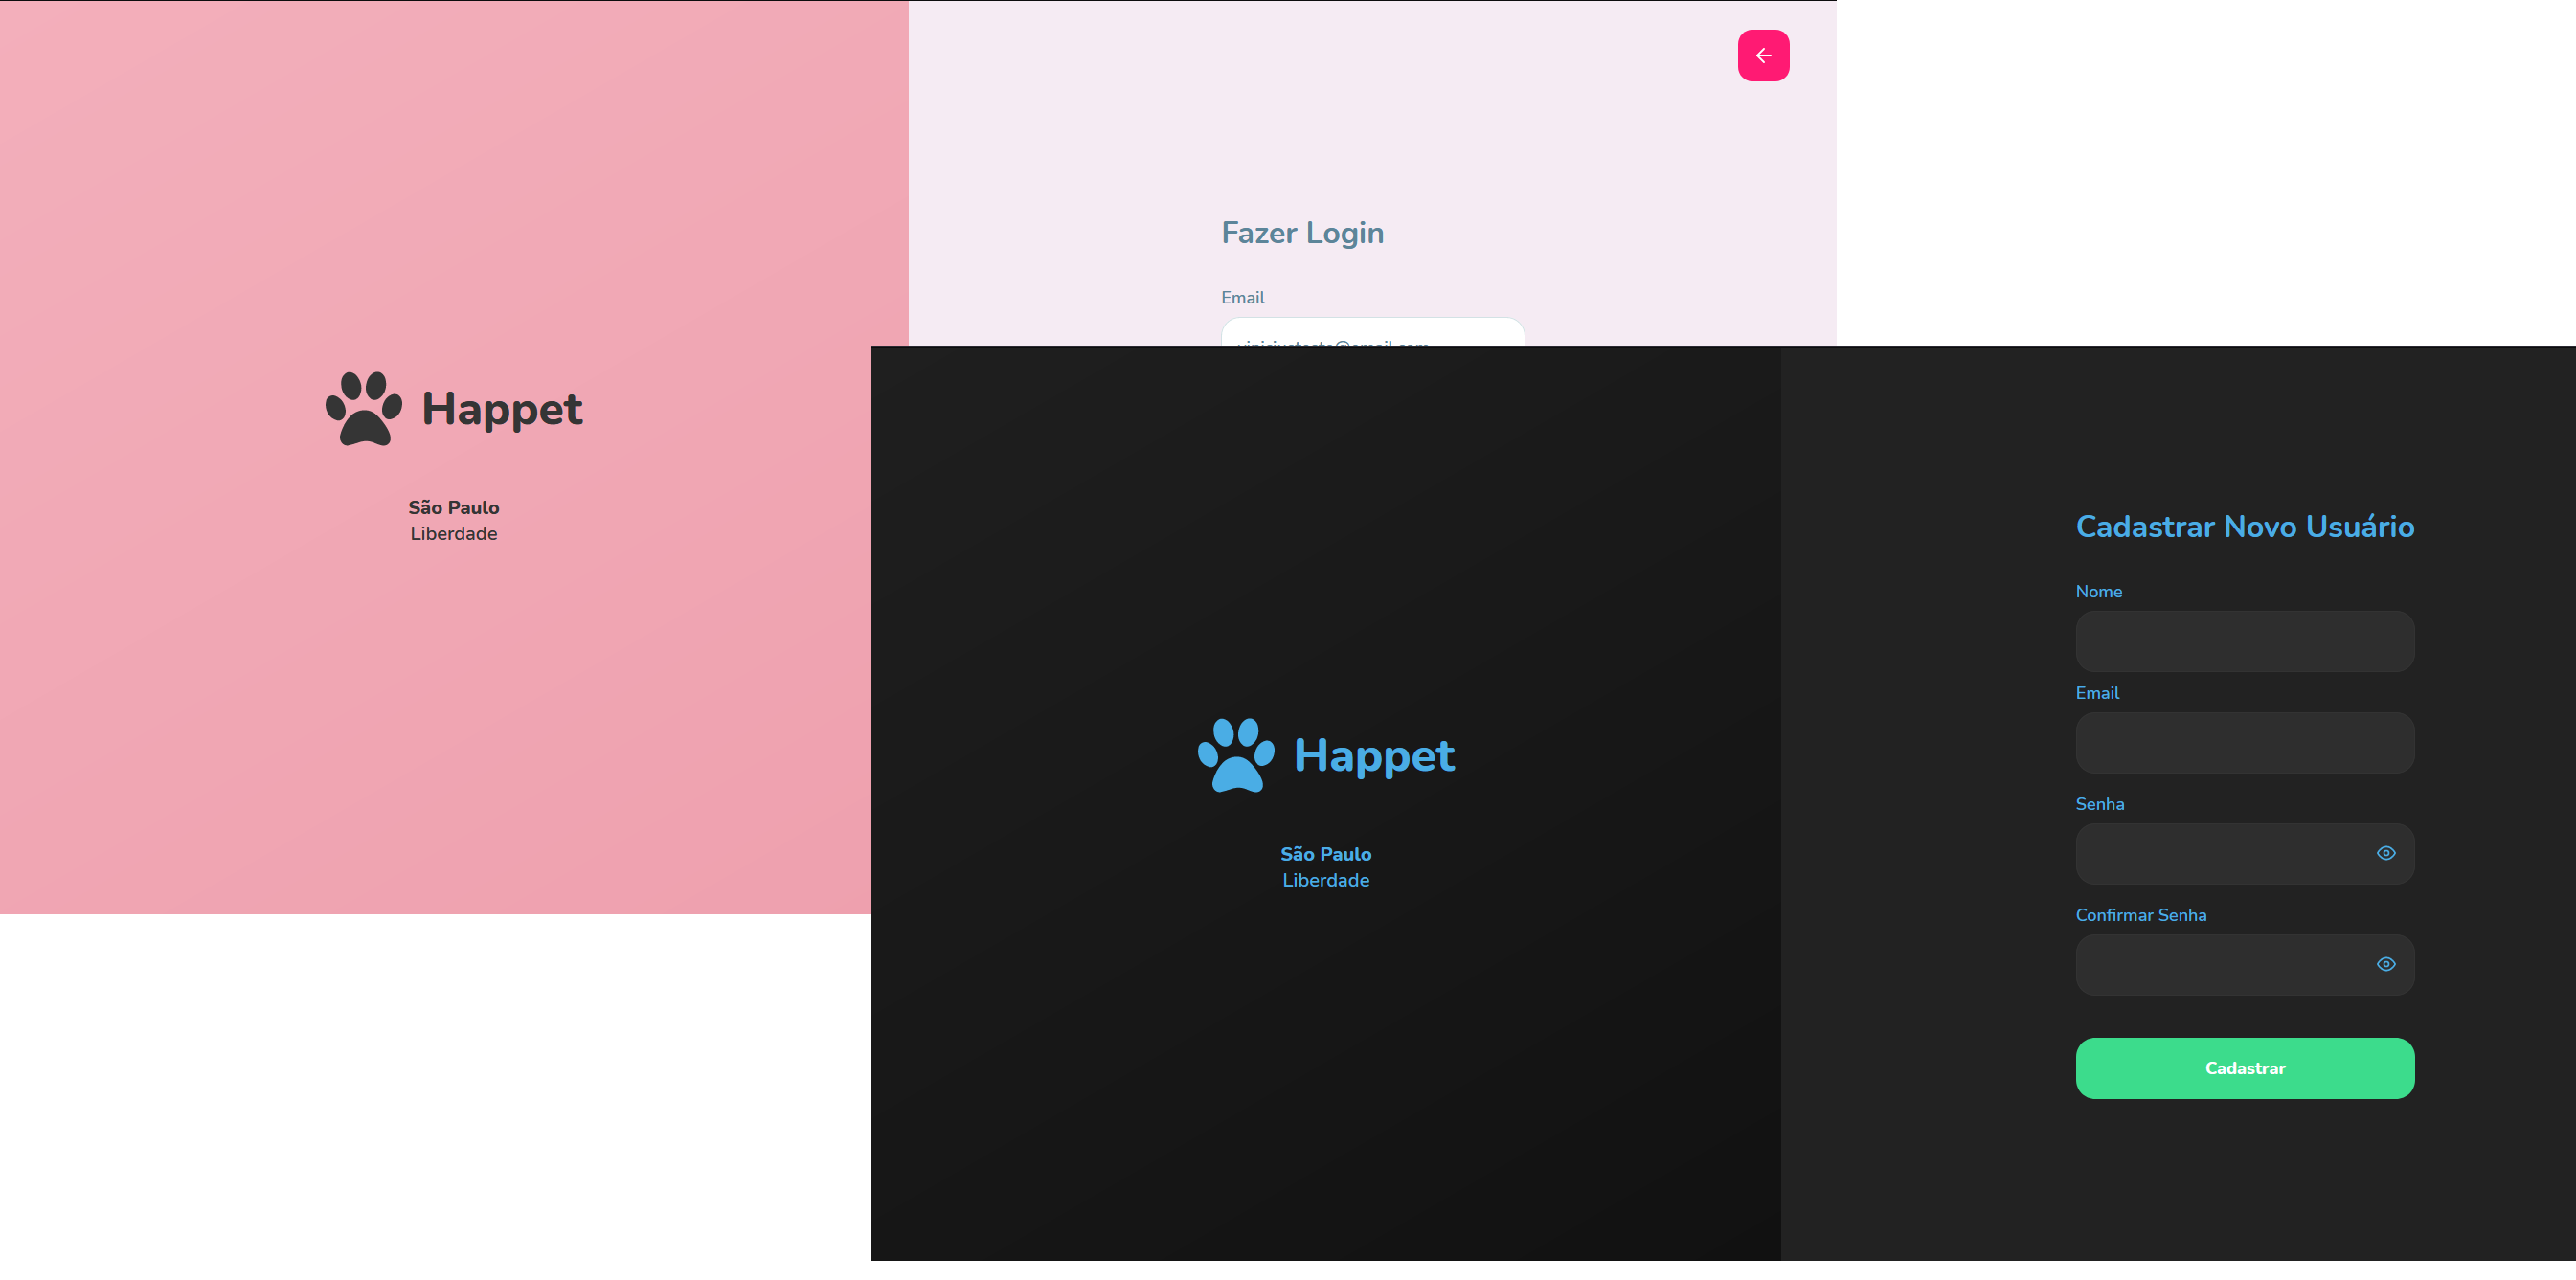 Happet
São Paulo
Liberdade
Fazer Login
Email
Happet
São Paulo
Liberdade
Cadastrar Novo Usuário
Nome
Email
Senha
Confirmar Senha
Cadastrar